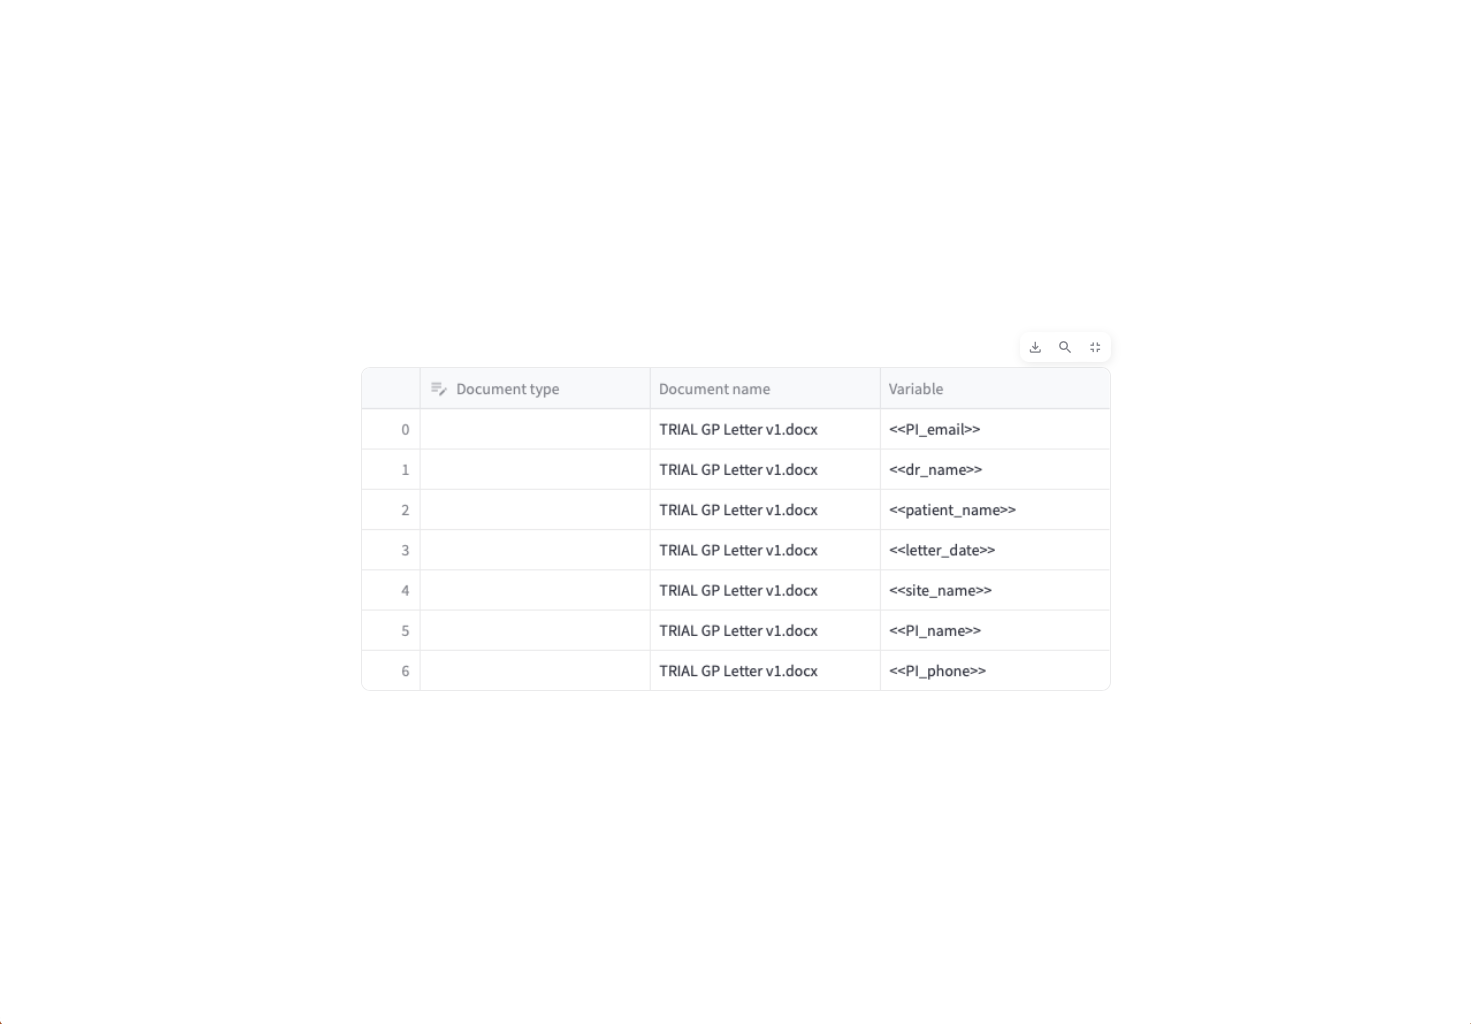 Document type Document name Variable
0 TRIAL GP Letter v1.docx <<PI_email>>
1 TRIAL GP Letter v1.docx <<dr_name>>
2 TRIAL GP Letter v1.docx <<patient_name>>
3 TRIAL GP Letter v1.docx <<letter_date>>
4 TRIAL GP Letter v1.docx <<site_name>>
5 TRIAL GP Letter v1.docx <<PI_name>>
6 TRIAL GP Letter v1.docx <<PI_phone>>